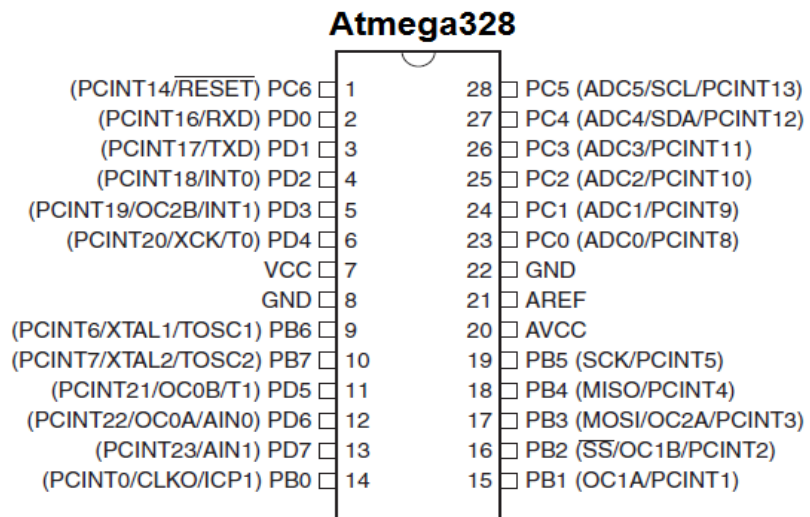 Atmega328
(PCINT14/RESET) PC6 1 28 PC5 (ADC5/SCL/PCINT13)
(PCINT16/RXD) PD0 2 27 PC4 (ADC4/SDA/PCINT12)
(PCINT17/TXD) PD1 3 26 PC3 (ADC3/PCINT11)
(PCINT18/INT0) PD2 4 25 PC2 (ADC2/PCINT10)
(PCINT19/OC2B/INT1) PD3 5 24 PC1 (ADC1/PCINT9)
(PCINT20/XCK/T0) PD4 6 23 PC0 (ADC0/PCINT8)
VCC 7 22 GND
GND 8 21 AREF
(PCINT6/XTAL1/TOSC1) PB6 9 20 AVCC
(PCINT7/XTAL2/TOSC2) PB7 10 19 PB5 (SCK/PCINT5)
(PCINT21/OC0B/T1) PD5 11 18 PB4 (MISO/PCINT4)
(PCINT22/OC0A/AIN0) PD6 12 17 PB3 (MOSI/OC2A/PCINT3)
(PCINT23/AIN1) PD7 13 16 PB2 (SS/OC1B/PCINT2)
(PCINT0/CLKO/ICP1) PB0 14 15 PB1 (OC1A/PCINT1)